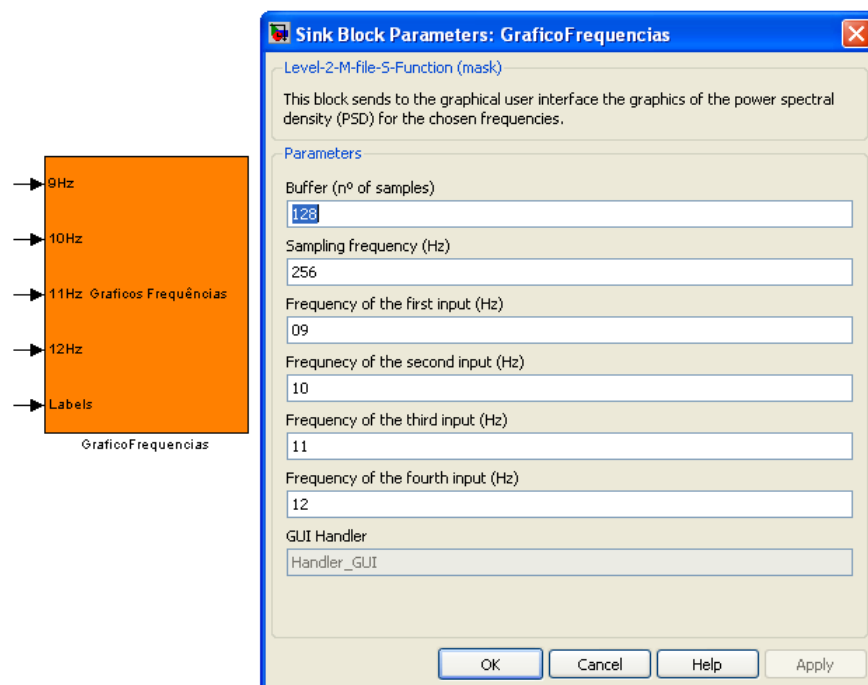 9Hz
10Hz
11Hz Graficos Frequências
12Hz
Labels
GraficoFrequencias
Sink Block Parameters: GraficoFrequencias
Level-2-M-file-S-Function (mask)
This block sends to the graphical user interface the graphics of the power spectral
density (PSD) for the chosen frequencies.
Parameters
Buffer (nº of samples)
128
Sampling frequency (Hz)
256
Frequency of the first input (Hz)
09
Frequnecy of the second input (Hz)
10
Frequency of the third input (Hz)
11
Frequency of the fourth input (Hz)
12
GUI Handler
Handler_GUI
OK Cancel Help Apply